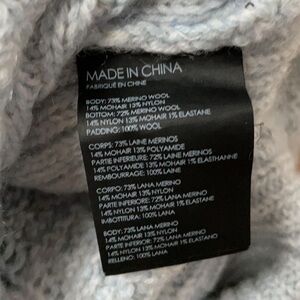 MADE IN CHINA
FABRIQUÉ EN CHINE
BODY: 73% MERINO WOOL
14% MOHAIR 13% NYLON
BOTTOM: 72% MERINO WOOL
14% NYLON 13% MOHAIR 1% ELASTANE
PADDING: 100% WOOL
CORPS: 73% LAINE MERINOS
14% MOHAIR 13% POLYAMIDE
PARTIE INFERIEURE: 72% LAINE MERINOS
14% POLYAMIDE 13% MOHAIR 1% ELASTHANNE
REMBOURRAGE: 100% LAINE
CORPO: 73% LANA MERINO
14% MOHAIR 13% NYLON
PARTE INFERIORE: 72% LANA MERINO
14% NYLON 13% MOHAIR 1% ELASTANE
IMBOTTITURA: 100% LANA
BODY: 73% LANA MERINO
14% MOHAIR 13% NYLON
PARTE INFERIOR: 72% LANA MERINO
14% NYLON 13% MOHAIR 1% ELASTANE
RELLENO: 100% LANA